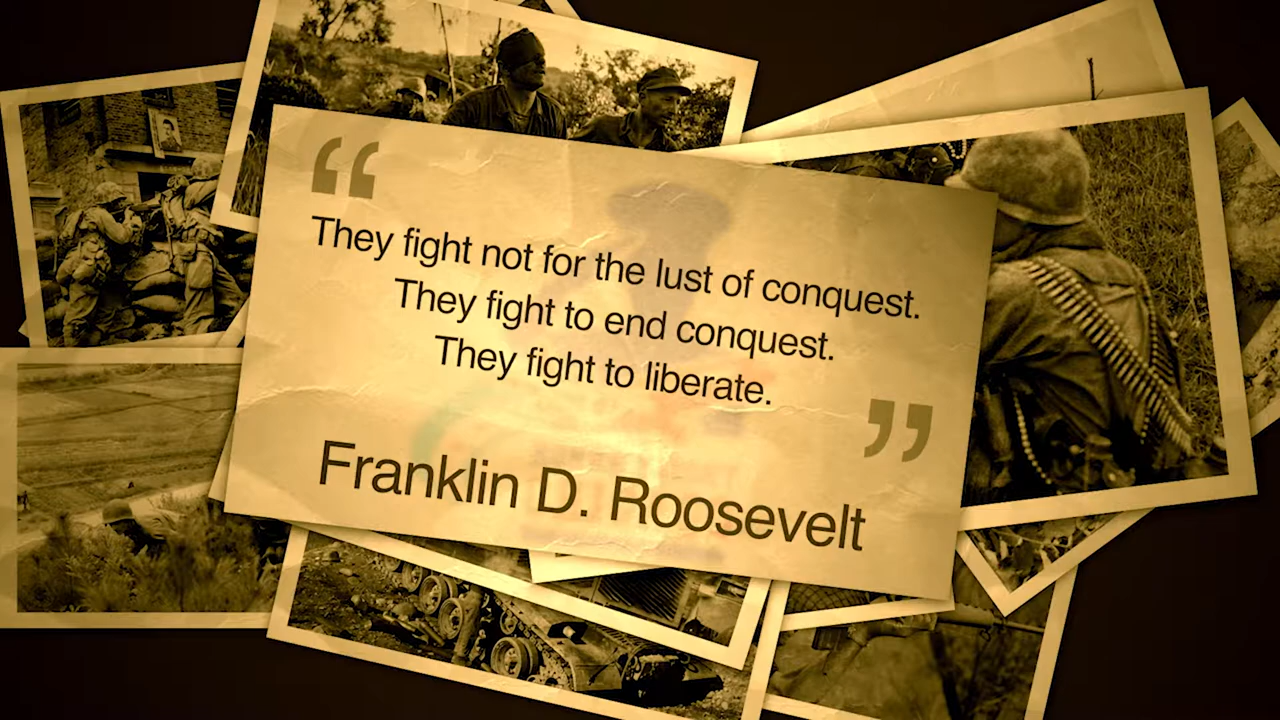 “
They fight not for the lust of conquest.
They fight to end conquest.
They fight to liberate.
”
Franklin D. Roosevelt